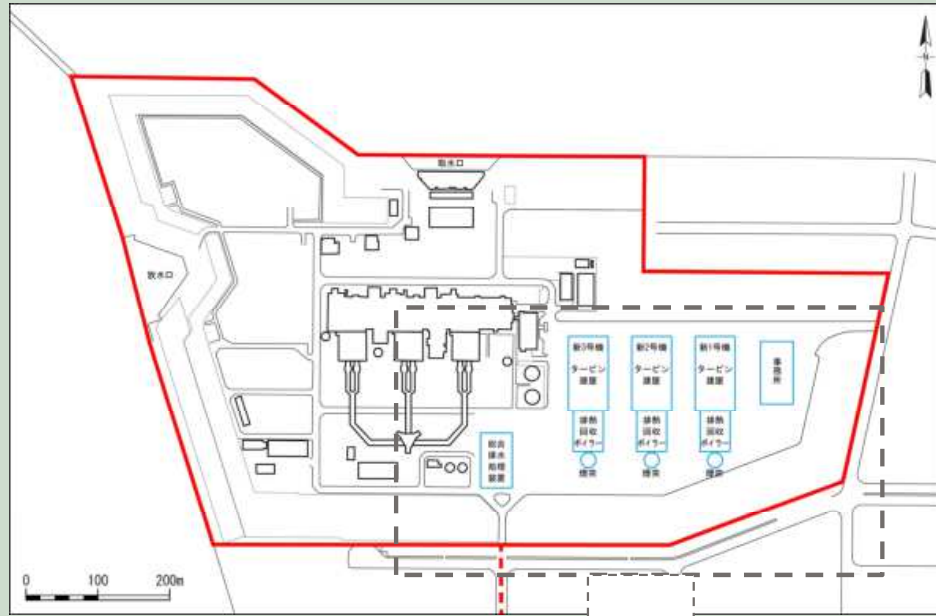 N
取水口
放水口
新3号機
タービン
建屋
新2号機
タービン
建屋
新1号機
タービン
建屋
事務所
排熱
回収
ボイラー
排熱
回収
ボイラー
排熱
回収
ボイラー
総合
排水
処理
装置
煙突
煙突
煙突
0 100 200m